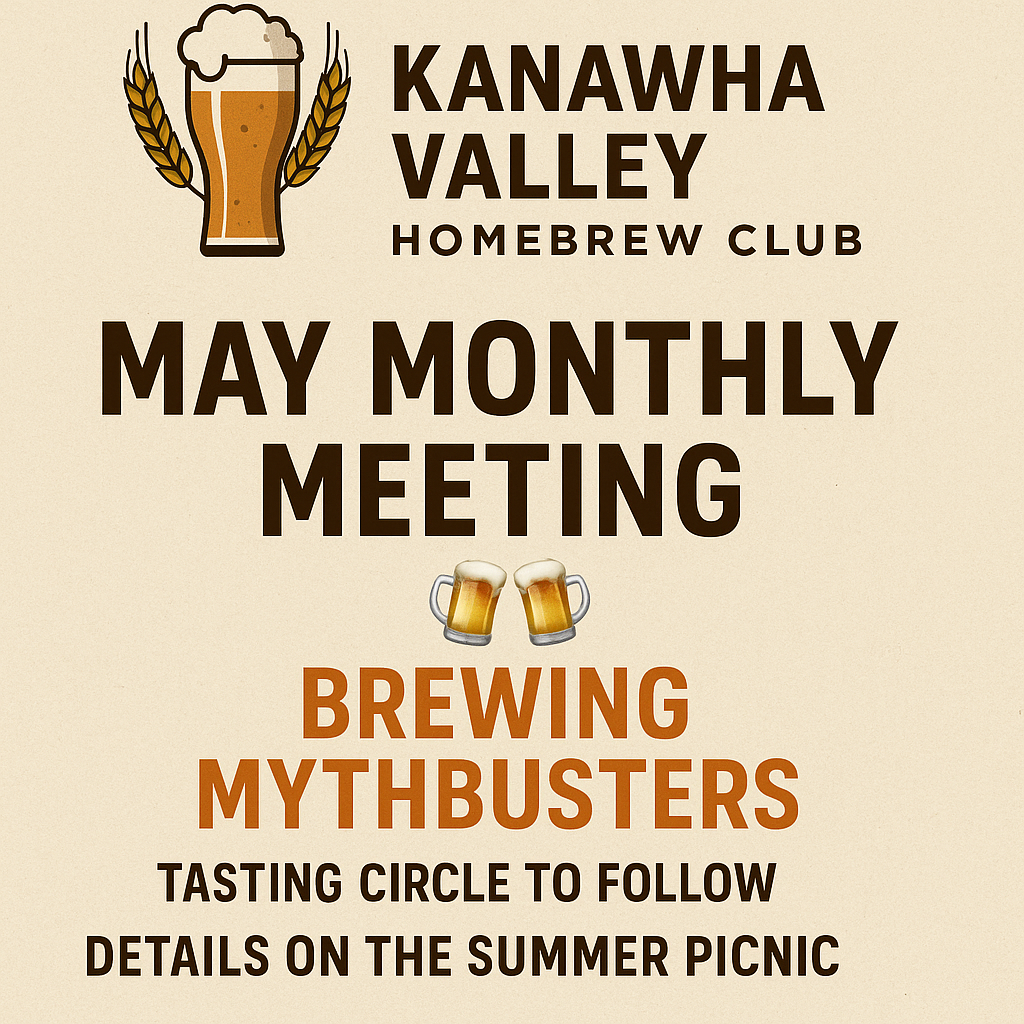 KANAWHA
VALLEY
HOMEBREW CLUB
MAY MONTHLY
MEETING
BREWING
MYTHBUSTERS
TASTING CIRCLE TO FOLLOW
DETAILS ON THE SUMMER PICNIC